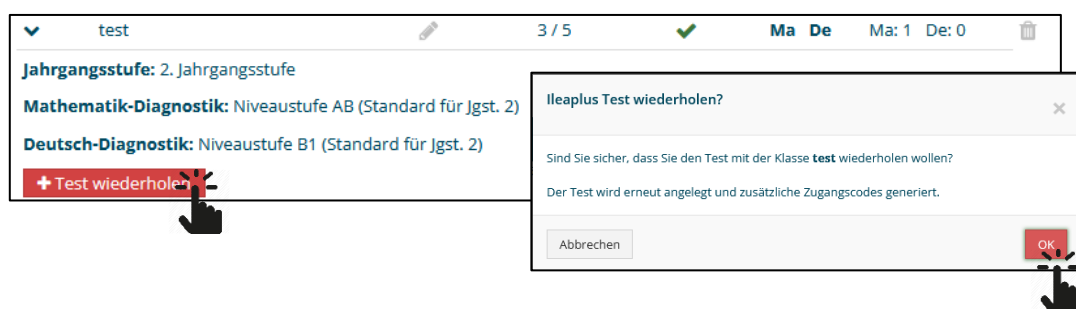 test 3 / 5 Ma De Ma: 1 De: 0
Jahrgangsstufe: 2. Jahrgangsstufe
Mathematik-Diagnostik: Niveaustufe AB (Standard für Jgst. 2)
Deutsch-Diagnostik: Niveaustufe B1 (Standard für Jgst. 2)
+ Test wiederholen
Ileaplus Test wiederholen?
×
Sind Sie sicher, dass Sie den Test mit der Klasse test wiederholen wollen?
Der Test wird erneut angelegt und zusätzliche Zugangscodes generiert.
Abbrechen OK